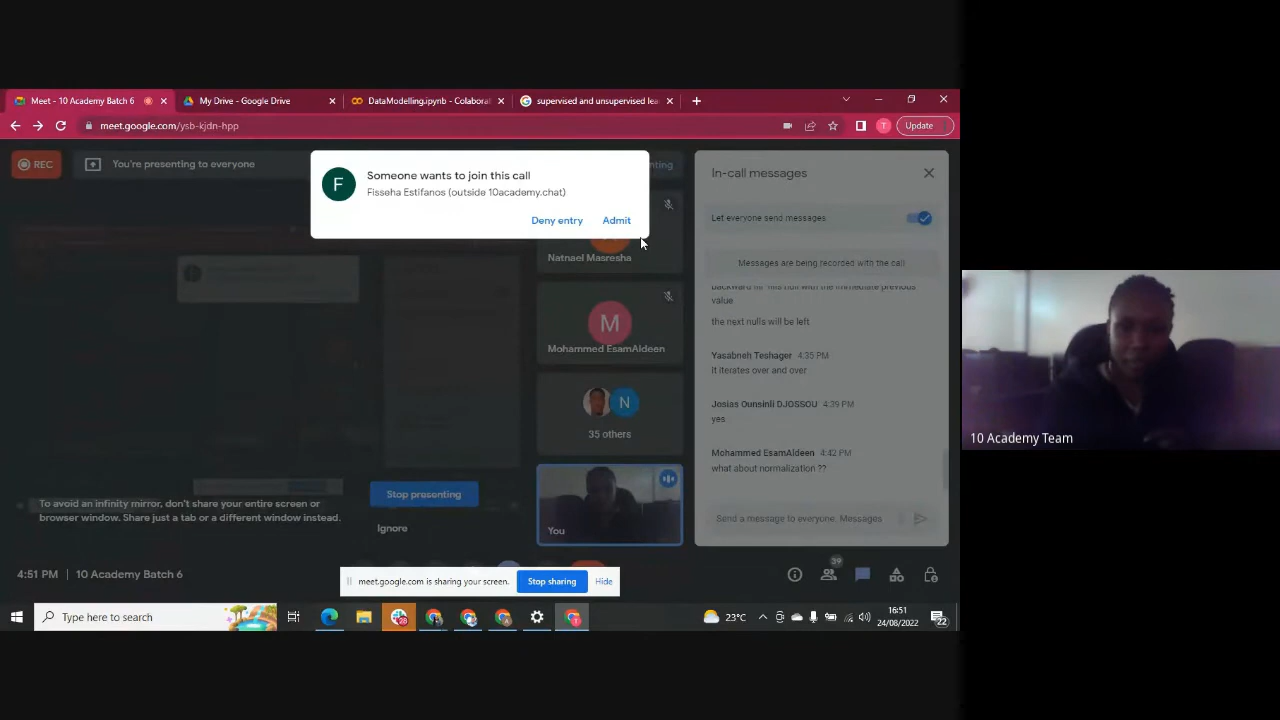 Meet - 10 Academy Batch 6
My Drive - Google Drive
DataModelling.ipynb - Colabora
supervised and unsupervised lea
meet.google.com/ysb-kjdn-hpp
T
Update
REC
You're presenting to everyone
F
Someone wants to join this call
Fisseha Estifanos (outside 10academy.chat)
Deny entry
Admit
In-call messages
Let everyone send messages
Messages are being recorded with the call
value
the next nulls will be left
Yasabneh Teshager 4:35 PM
it iterates over and over
Josias Ounsinli DJOSSOU 4:39 PM
yes
Mohammed EsamAldeen 4:42 PM
what about normalization ??
Send a message to everyone. Messages
Natnael Masresha
M
Mohammed EsamAldeen
N
35 others
You
To avoid an infinity mirror, don't share your entire screen or
browser window. Share just a tab or a different window instead.
Stop presenting
Ignore
4:51 PM | 10 Academy Batch 6
39
meet.google.com is sharing your screen.
Stop sharing
Hide
Type here to search
23°C
16:51
24/08/2022
22
10 Academy Team